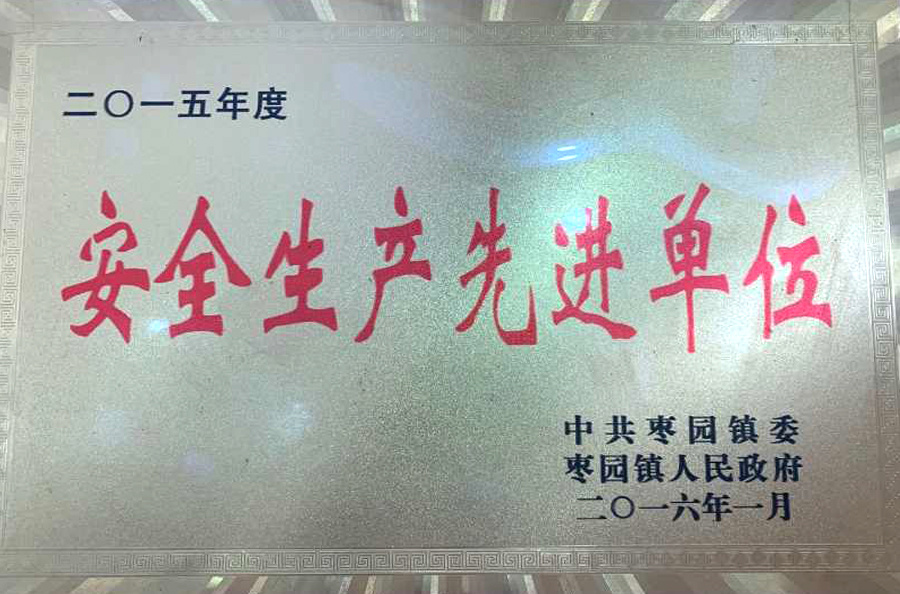 二〇一五年度
安全生产先进单位
中共枣园镇委
枣园镇人民政府
二〇一六年一月